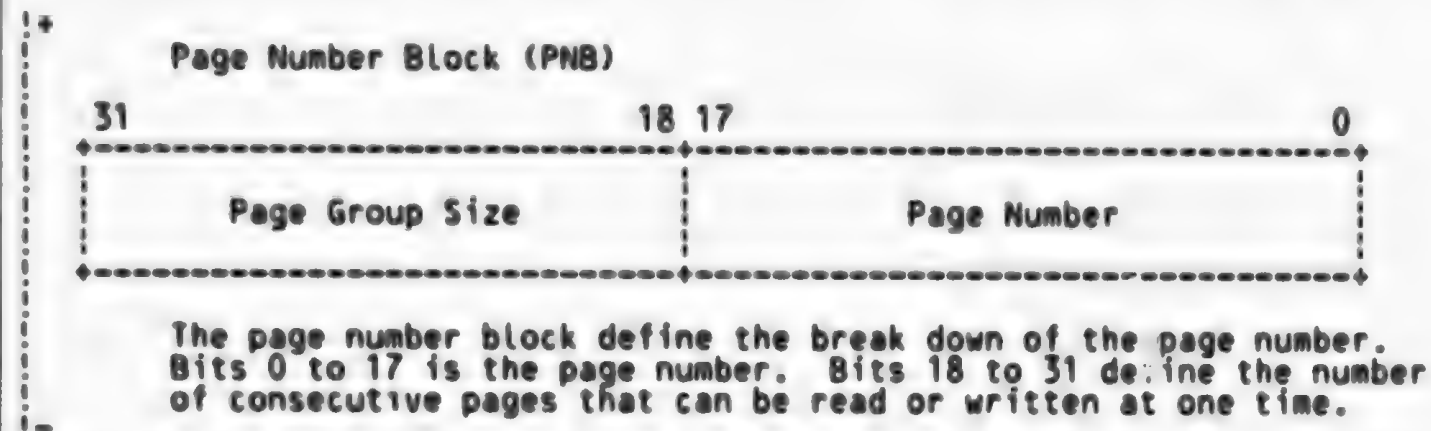 Page Number Block (PNB)
31 18 17 0
Page Group Size Page Number
The page number block define the break down of the page number.
Bits 0 to 17 is the page number. Bits 18 to 31 define the number
of consecutive pages that can be read or written at one time.